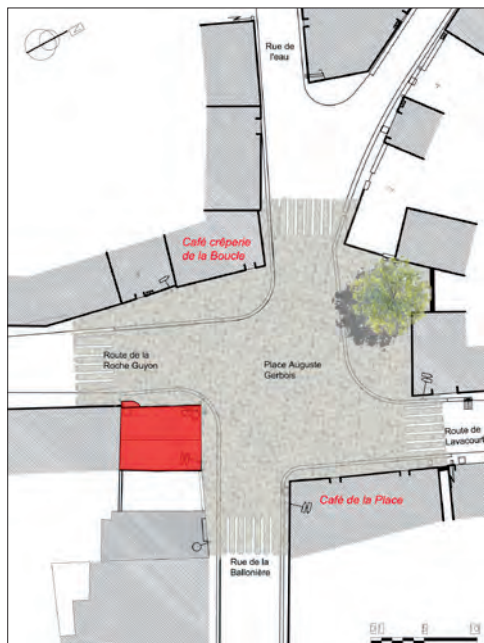 Rue de
l'eau
Café crêperie
de la Boucle
Route de la
Roche Guyon
Place Auguste
Gerbois
Route de
Lavacourt
Café de la Place
Rue de la
Ballonière